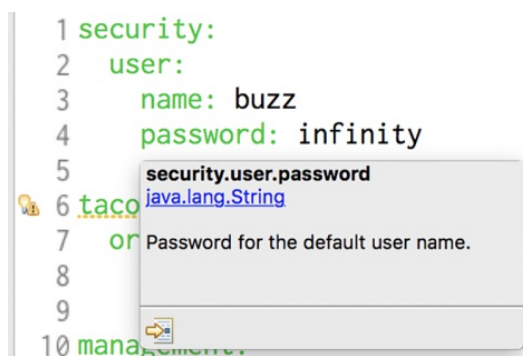 1 security:
2 user:
3 name: buzz
4 password: infinity
5
security.user.password
java.lang.String
Password for the default user name.
6 taco
7 or
8
9
10 management: